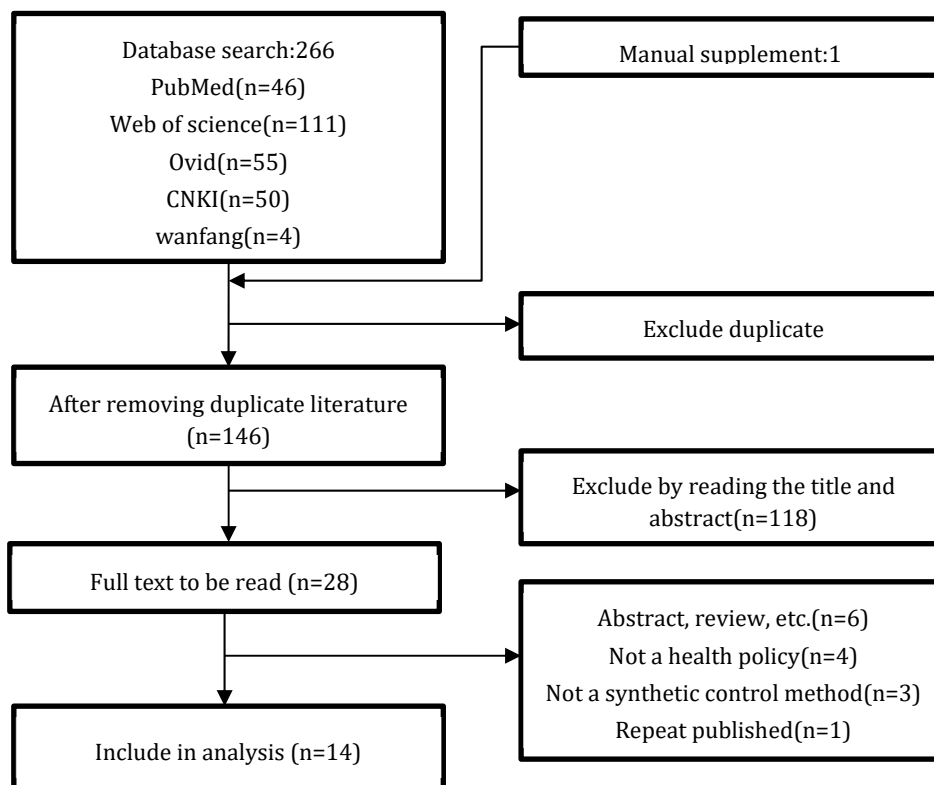 Database search:266
PubMed(n=46)
Web of science(n=111)
Ovid(n=55)
CNKI(n=50)
wanfang(n=4)
Manual supplement:1
Exclude duplicate
After removing duplicate literature
(n=146)
Exclude by reading the title and
abstract(n=118)
Full text to be read (n=28)
Abstract, review, etc.(n=6)
Not a health policy(n=4)
Not a synthetic control method(n=3)
Repeat published(n=1)
Include in analysis (n=14)